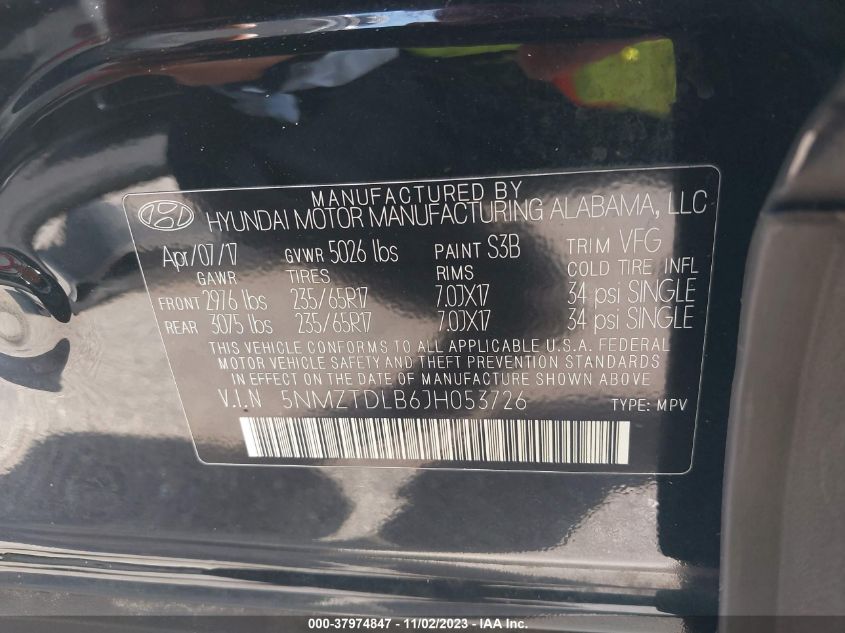 MANUFACTURED BY
HYUNDAI MOTOR MANUFACTURING ALABAMA, LLC
Apr/07/17 GVWR 5026 lbs PAINT S3B TRIM VFG
GAWR TIRES RIMS COLD TIRE INFL
FRONT 2976 lbs 235/65R17 7.0JX17 34 psi SINGLE
REAR 3075 lbs 235/65R17 7.0JX17 34 psi SINGLE
THIS VEHICLE CONFORMS TO ALL APPLICABLE U.S.A. FEDERAL
MOTOR VEHICLE SAFETY AND THEFT PREVENTION STANDARDS
IN EFFECT ON THE DATE OF MANUFACTURE
V.I.N 5NMZTDLB6JH053726 TYPE: MPV
000-37974847 - 11/02/2023 - © IAA Inc.